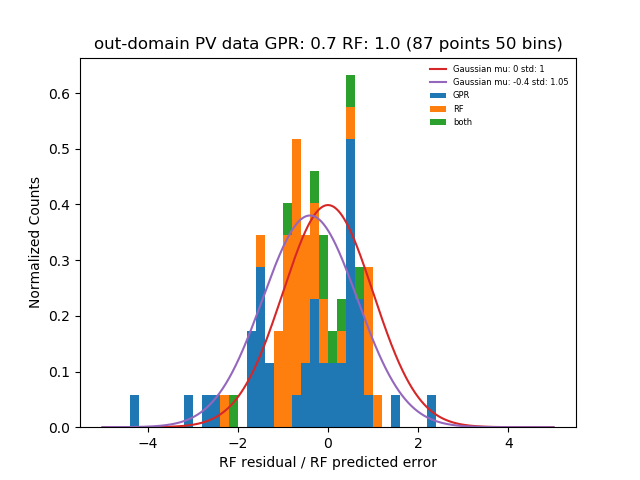 out-domain PV data GPR: 0.7 RF: 1.0 (87 points 50 bins)
Gaussian mu: 0 std: 1
Gaussian mu: -0.4 std: 1.05
GPR
RF
both
Normalized Counts
0.6
0.5
0.4
0.3
0.2
0.1
0.0
−4 −2 0 2 4
RF residual / RF predicted error